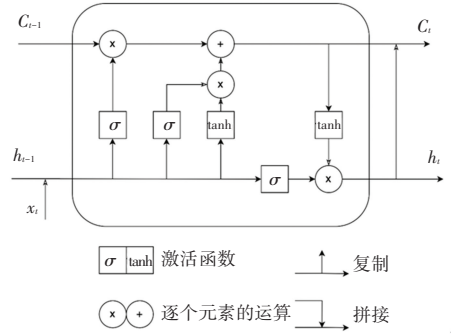 C_{t-1} C_t
x +
x
σ σ tanh tanh
h_{t-1} σ x h_t
x_t
σ tanh 激活函数 复制
x + 逐个元素的运算 拼接